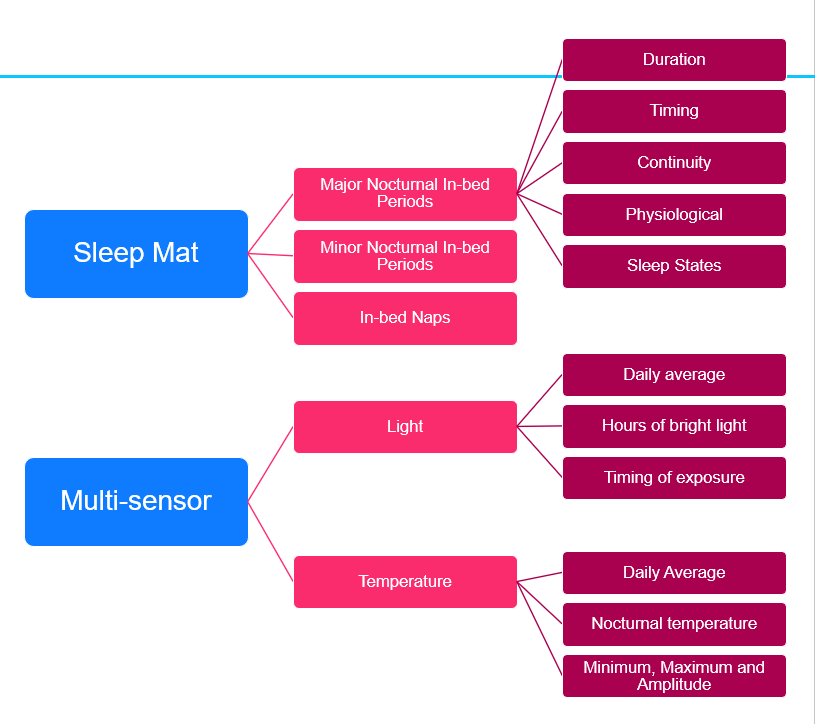 Sleep Mat
Major Nocturnal In-bed
Periods
Duration
Timing
Continuity
Physiological
Sleep States
Minor Nocturnal In-bed
Periods
In-bed Naps
Multi-sensor
Light
Daily average
Hours of bright light
Timing of exposure
Temperature
Daily Average
Nocturnal temperature
Minimum, Maximum and
Amplitude